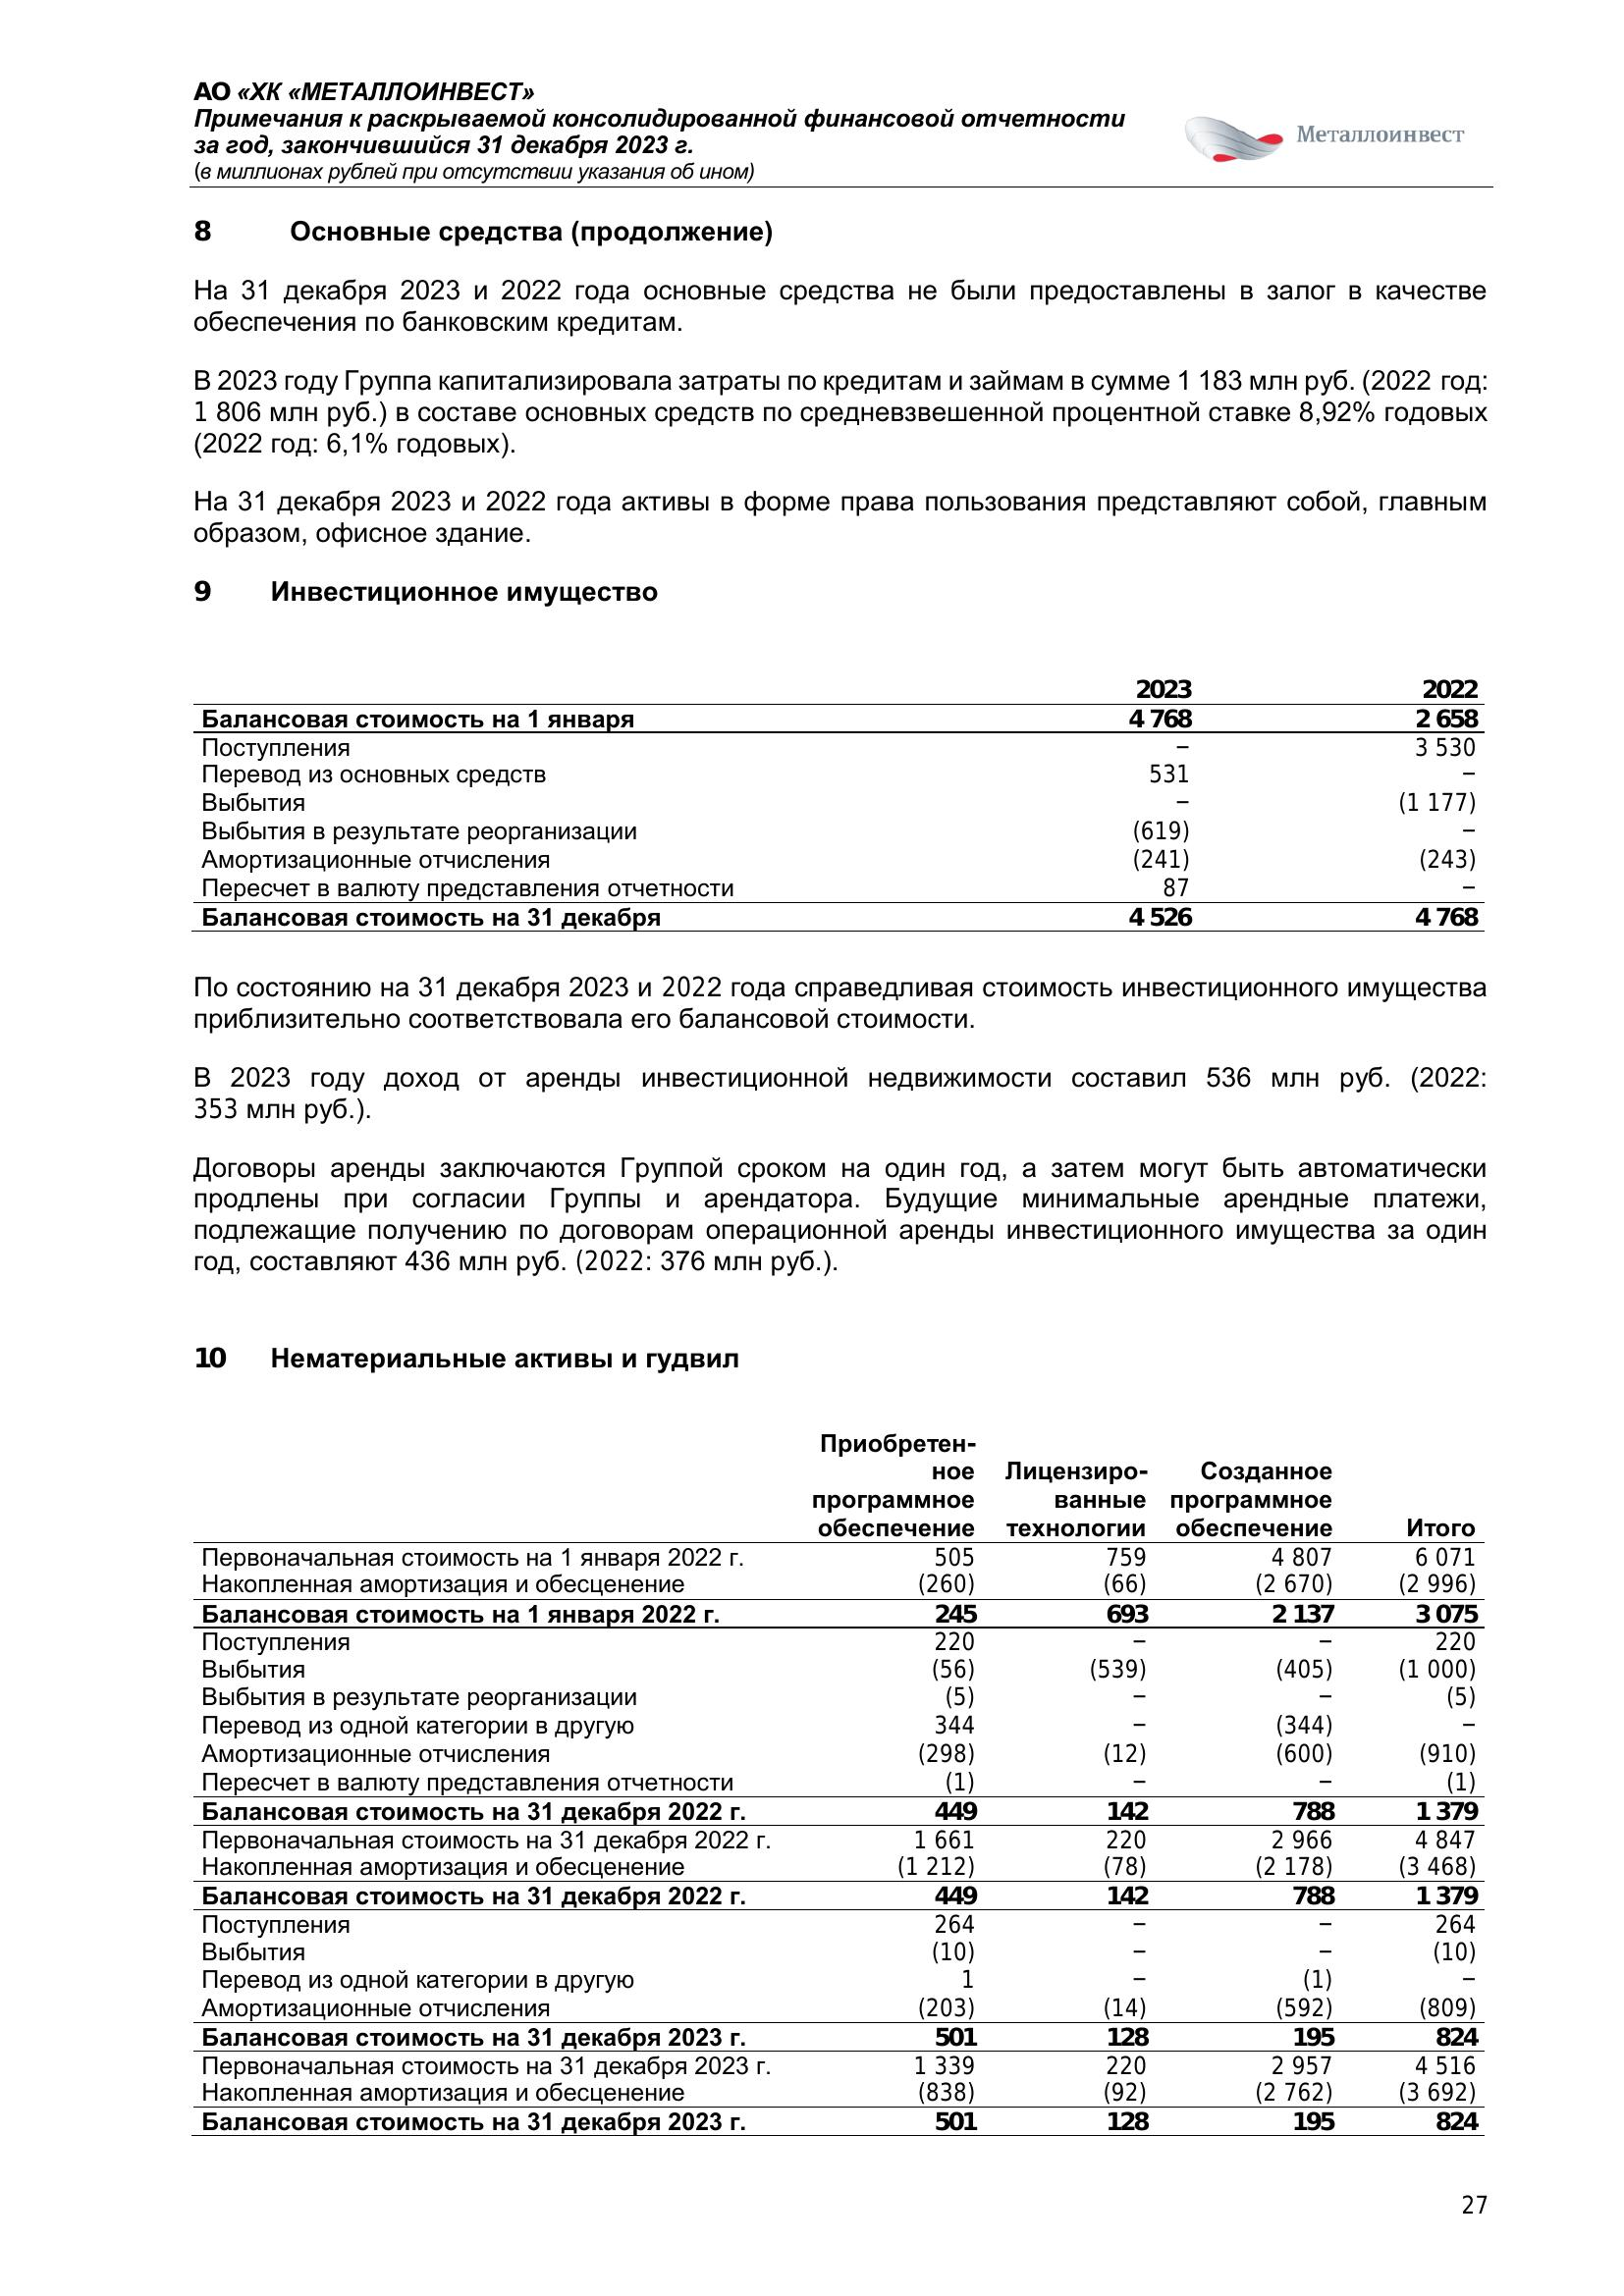 АО «ХК «МЕТАЛЛОИНВЕСТ»
Примечания к раскрываемой консолидированной финансовой отчетности
за год, закончившийся 31 декабря 2023 г.
(в миллионах рублей при отсутствии указания об ином)
Металлоинвест
8 Основные средства (продолжение)
На 31 декабря 2023 и 2022 года основные средства не были предоставлены в залог в качестве
обеспечения по банковским кредитам.
В 2023 году Группа капитализировала затраты по кредитам и займам в сумме 1 183 млн руб. (2022 год:
1 806 млн руб.) в составе основных средств по средневзвешенной процентной ставке 8,92% годовых
(2022 год: 6,1% годовых).
На 31 декабря 2023 и 2022 года активы в форме права пользования представляют собой, главным
образом, офисное здание.
9 Инвестиционное имущество
2023 2022
Балансовая стоимость на 1 января 4 768 2 658
Поступления – 3 530
Перевод из основных средств 531 –
Выбытия – (1 177)
Выбытия в результате реорганизации (619) –
Амортизационные отчисления (241) (243)
Пересчет в валюту представления отчетности 87 –
Балансовая стоимость на 31 декабря 4 526 4 768
По состоянию на 31 декабря 2023 и 2022 года справедливая стоимость инвестиционного имущества
приблизительно соответствовала его балансовой стоимости.
В 2023 году доход от аренды инвестиционной недвижимости составил 536 млн руб. (2022:
353 млн руб.).
Договоры аренды заключаются Группой сроком на один год, а затем могут быть автоматически
продлены при согласии Группы и арендатора. Будущие минимальные арендные платежи,
подлежащие получению по договорам операционной аренды инвестиционного имущества за один
год, составляют 436 млн руб. (2022: 376 млн руб.).
10 Нематериальные активы и гудвил
Приобретен-
ное Лицензиро- Созданное
программное ванные программное
обеспечение технологии обеспечение Итого
Первоначальная стоимость на 1 января 2022 г. 505 759 4 807 6 071
Накопленная амортизация и обесценение (260) (66) (2 670) (2 996)
Балансовая стоимость на 1 января 2022 г. 245 693 2 137 3 075
Поступления 220 – – 220
Выбытия (56) (539) (405) (1 000)
Выбытия в результате реорганизации (5) – – (5)
Перевод из одной категории в другую 344 – (344) –
Амортизационные отчисления (298) (12) (600) (910)
Пересчет в валюту представления отчетности (1) – – (1)
Балансовая стоимость на 31 декабря 2022 г. 449 142 788 1 379
Первоначальная стоимость на 31 декабря 2022 г. 1 661 220 2 966 4 847
Накопленная амортизация и обесценение (1 212) (78) (2 178) (3 468)
Балансовая стоимость на 31 декабря 2022 г. 449 142 788 1 379
Поступления 264 – – 264
Выбытия (10) – – (10)
Перевод из одной категории в другую 1 – (1) –
Амортизационные отчисления (203) (14) (592) (809)
Балансовая стоимость на 31 декабря 2023 г. 501 128 195 824
Первоначальная стоимость на 31 декабря 2023 г. 1 339 220 2 957 4 516
Накопленная амортизация и обесценение (838) (92) (2 762) (3 692)
Балансовая стоимость на 31 декабря 2023 г. 501 128 195 824
27